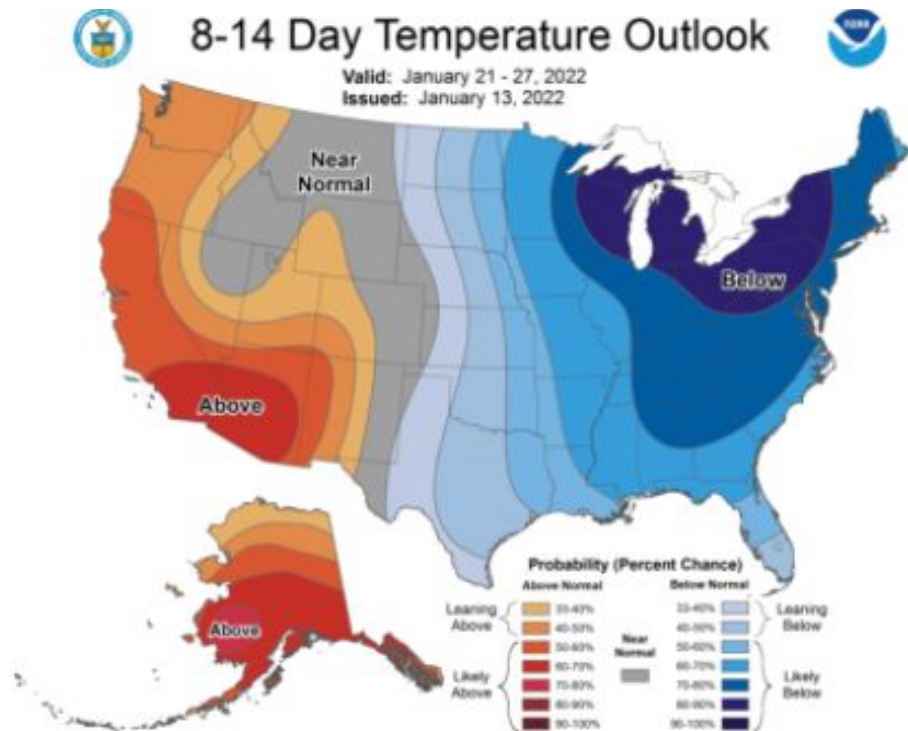 8-14 Day Temperature Outlook
Valid: January 21 - 27, 2022
Issued: January 13, 2022
Near
Normal
Below
Above
Above
Probability (Percent Chance)
Above Normal
Below Normal
Leaning
Above
Likely
Above
33-40%
40-50%
50-60%
60-70%
70-80%
80-90%
90-100%
Near
Normal
33-40%
40-50%
50-60%
60-70%
70-80%
80-90%
90-100%
Leaning
Below
Likely
Below
noaa